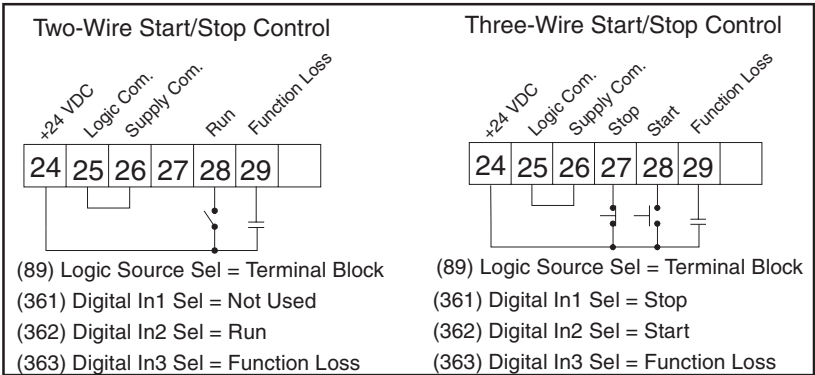 Two-Wire Start/Stop Control
+24 VDC
Logic Com.
Supply Com.
Run
Function Loss
24 25 26 27 28 29
(89) Logic Source Sel = Terminal Block
(361) Digital In1 Sel = Not Used
(362) Digital In2 Sel = Run
(363) Digital In3 Sel = Function Loss
Three-Wire Start/Stop Control
+24 VDC
Logic Com.
Supply Com.
Stop
Start
Function Loss
24 25 26 27 28 29
(89) Logic Source Sel = Terminal Block
(361) Digital In1 Sel = Stop
(362) Digital In2 Sel = Start
(363) Digital In3 Sel = Function Loss